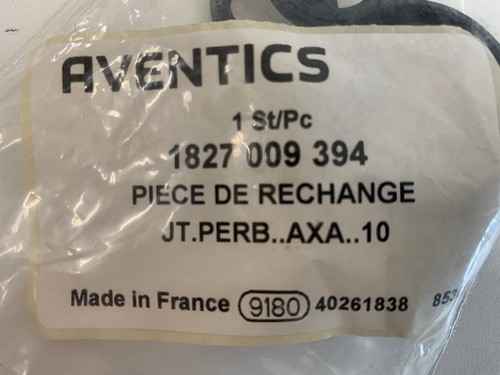 AVENTICS
1 St/Pc
1827 009 394
PIECE DE RECHANGE
JT.PERB..AXA..10
Made in France 9180 40261838 853